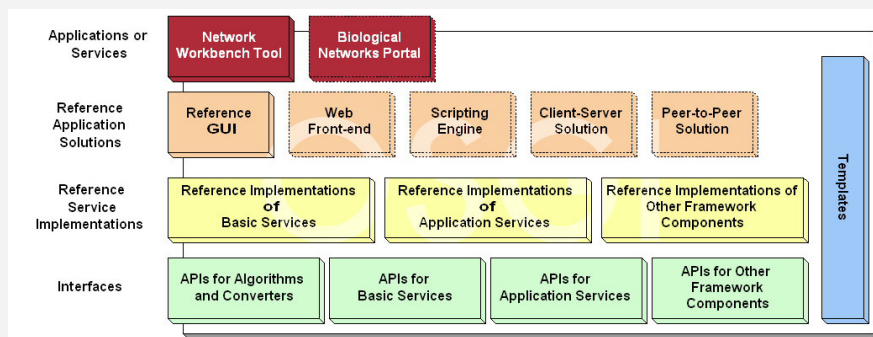 Applications or
Services
Network
Workbench Tool
Biological
Networks Portal
Reference
Application
Solutions
Reference
GUI
Web
Front-end
Scripting
Engine
Client-Server
Solution
Peer-to-Peer
Solution
Reference
Service
Implementations
Reference Implementations
of
Basic Services
Reference Implementations
of
Application Services
Reference Implementations of
Other Framework
Components
Interfaces
APIs for Algorithms
and Converters
APIs for
Basic Services
APIs for
Application Services
APIs for Other
Framework
Components
Templates
OSGi